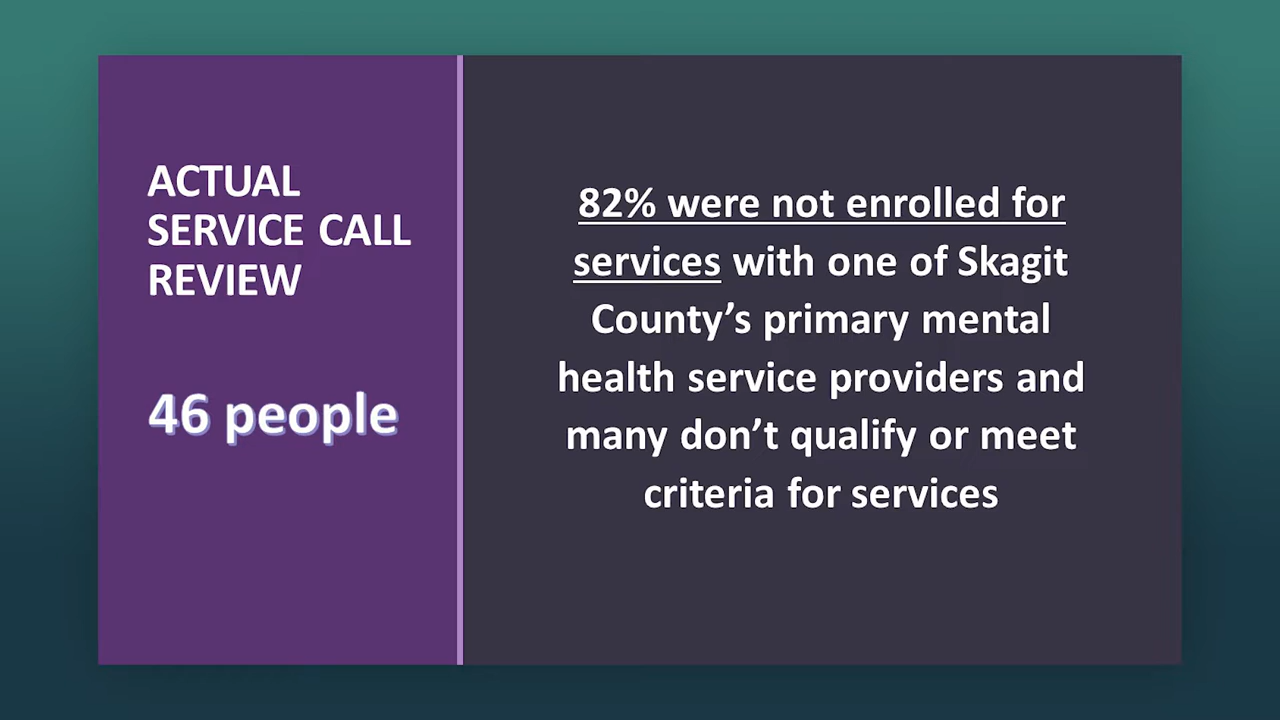 ACTUAL
SERVICE CALL
REVIEW
46 people
82% were not enrolled for
services with one of Skagit
County’s primary mental
health service providers and
many don’t qualify or meet
criteria for services